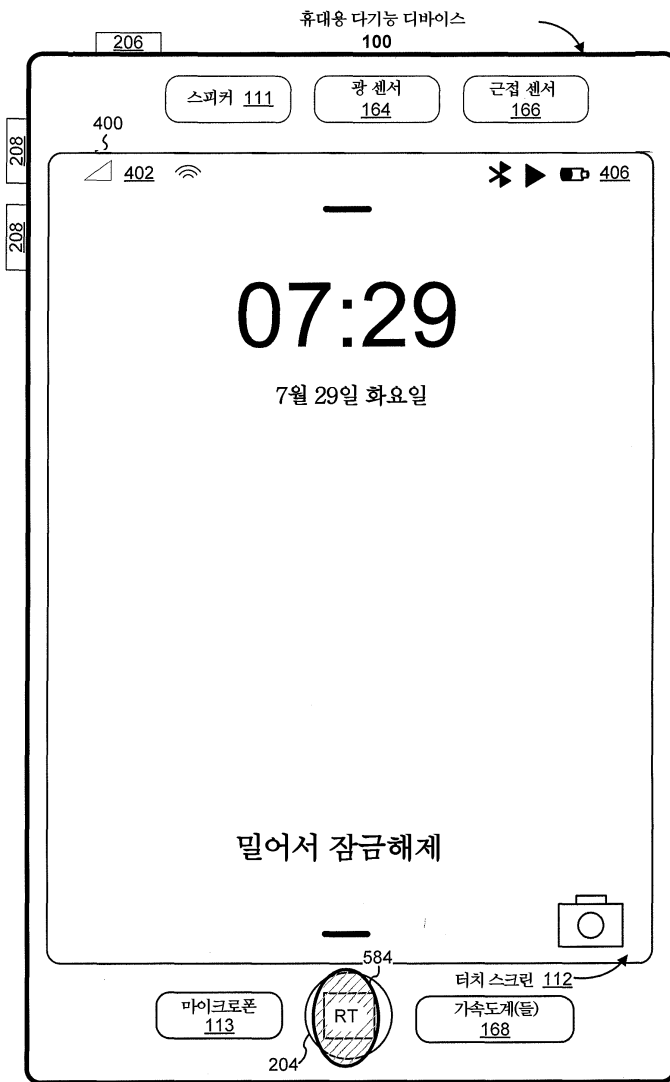 휴대용 다기능 디바이스
100
206
스피커 111
광 센서
164
근접 센서
166
208
208
400
402
406
07:29
7월 29일 화요일
밀어서 잠금해제
584
터치 스크린 112
마이크로폰
113
RT
가속도계(들)
168
204